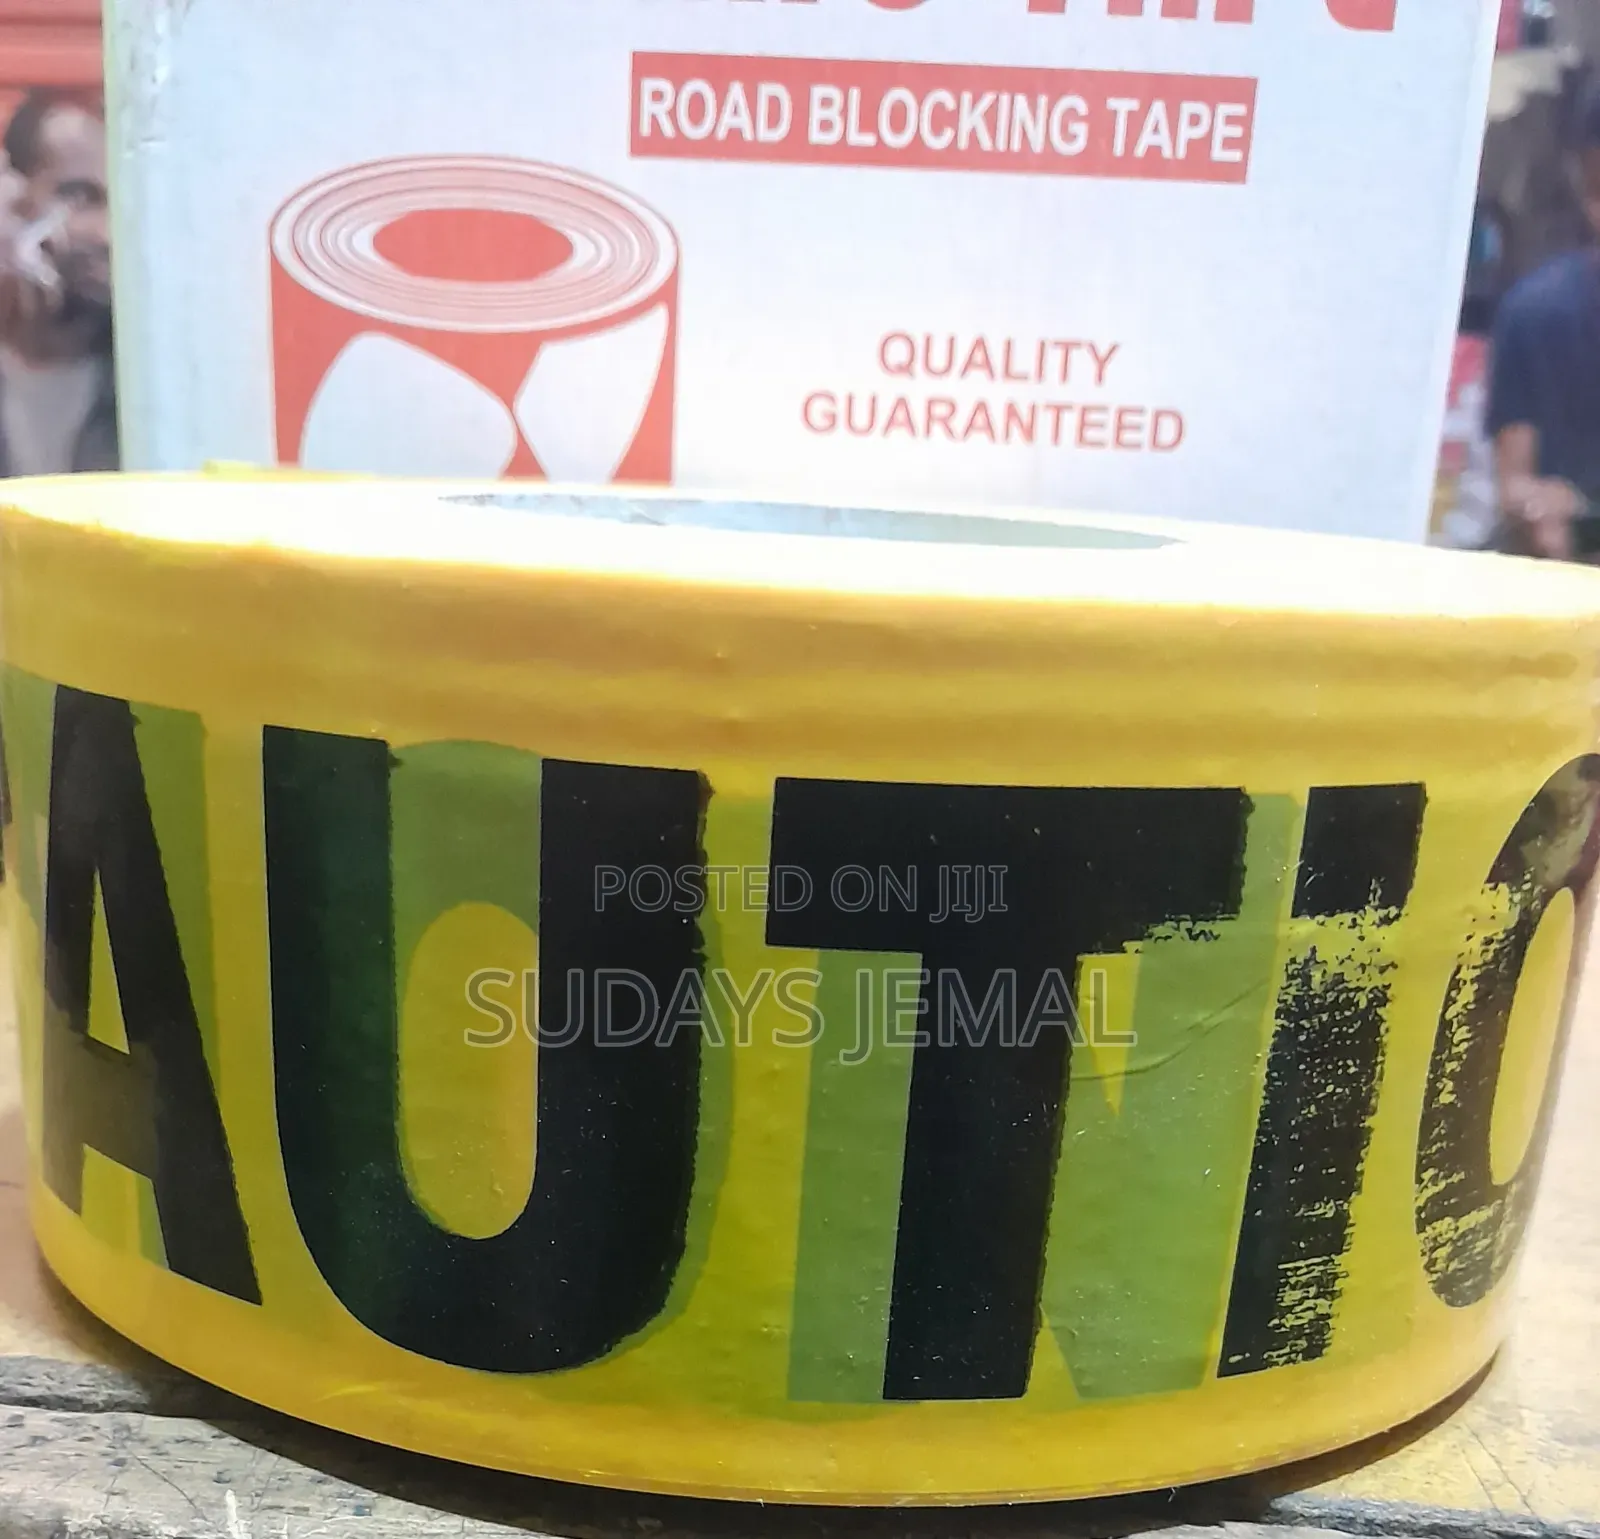 ROAD BLOCKING TAPE
QUALITY
GUARANTEED
AUTIO
POSTED ON JIJI
SUDAYS JEMAL